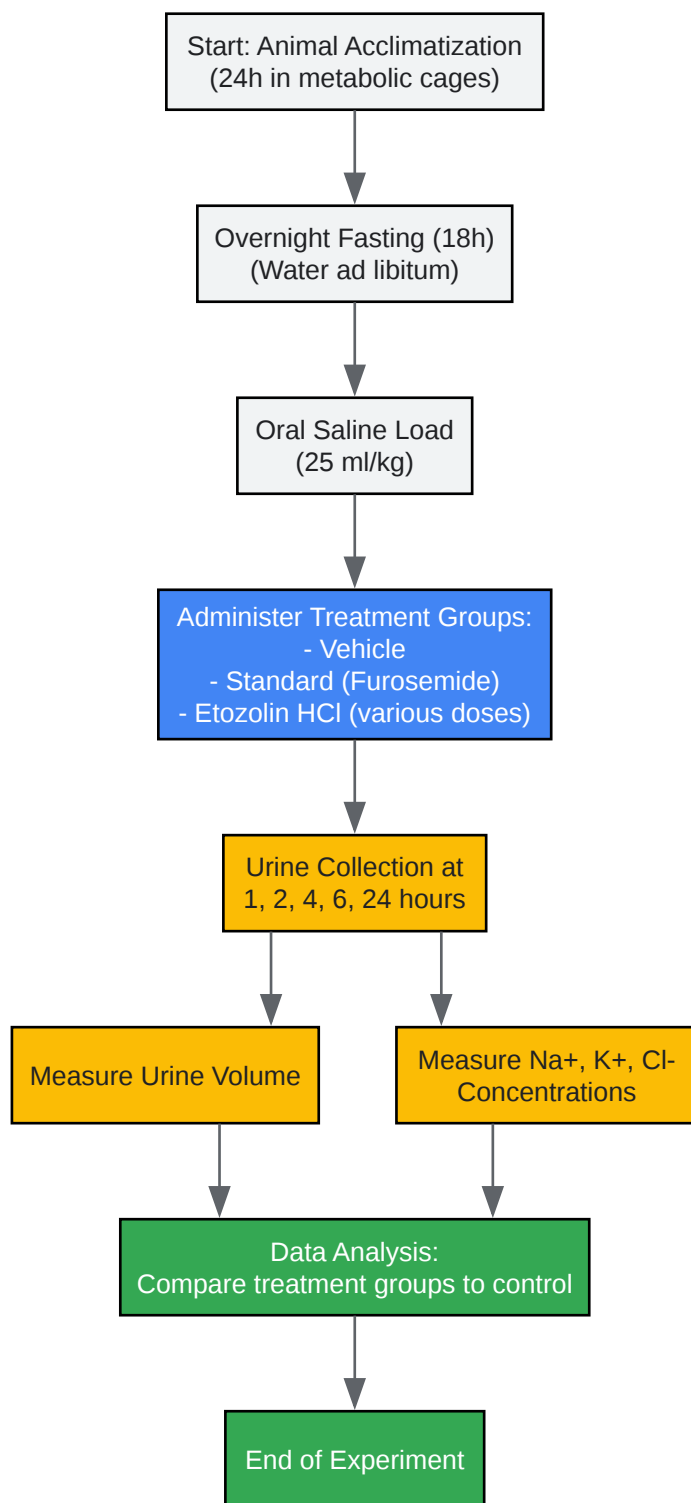 Start: Animal Acclimatization
(24h in metabolic cages)
Overnight Fasting (18h)
(Water ad libitum)
Oral Saline Load
(25 ml/kg)
Administer Treatment Groups:
- Vehicle
- Standard (Furosemide)
- Etozolin HCl (various doses)
Urine Collection at
1, 2, 4, 6, 24 hours
Measure Urine Volume
Measure Na+, K+, Cl-
Concentrations
Data Analysis:
Compare treatment groups to control
End of Experiment